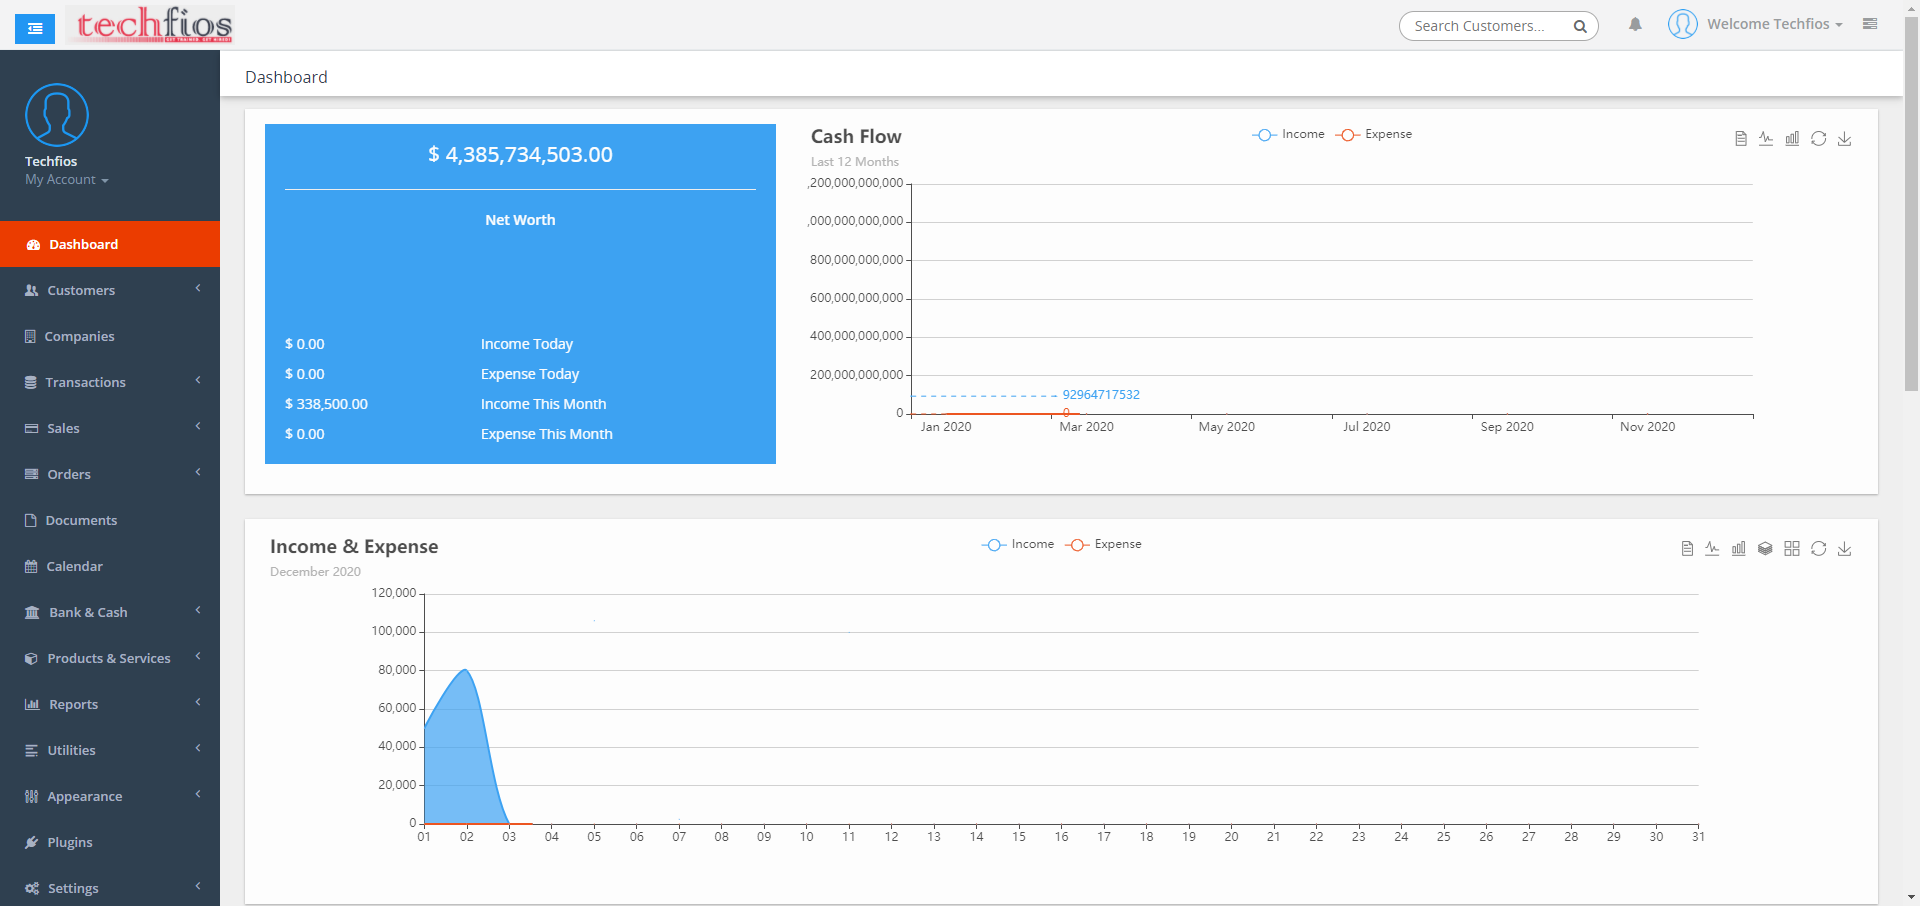 techfios
GET TRAINED. GET HIRED!
Search Customers...
Welcome Techfios
Techfios
My Account
Dashboard
Customers
Companies
Transactions
Sales
Orders
Documents
Calendar
Bank & Cash
Products & Services
Reports
Utilities
Appearance
Plugins
Settings
Dashboard
$ 4,385,734,503.00
Net Worth
$ 0.00 Income Today
$ 0.00 Expense Today
$ 338,500.00 Income This Month
$ 0.00 Expense This Month
Cash Flow
Last 12 Months
Income Expense
,200,000,000,000
,000,000,000,000
800,000,000,000
600,000,000,000
400,000,000,000
200,000,000,000
0
92964717532
0
Jan 2020 Mar 2020 May 2020 Jul 2020 Sep 2020 Nov 2020
Income & Expense
December 2020
Income Expense
120,000
100,000
80,000
60,000
40,000
20,000
0
01 02 03 04 05 06 07 08 09 10 11 12 13 14 15 16 17 18 19 20 21 22 23 24 25 26 27 28 29 30 31